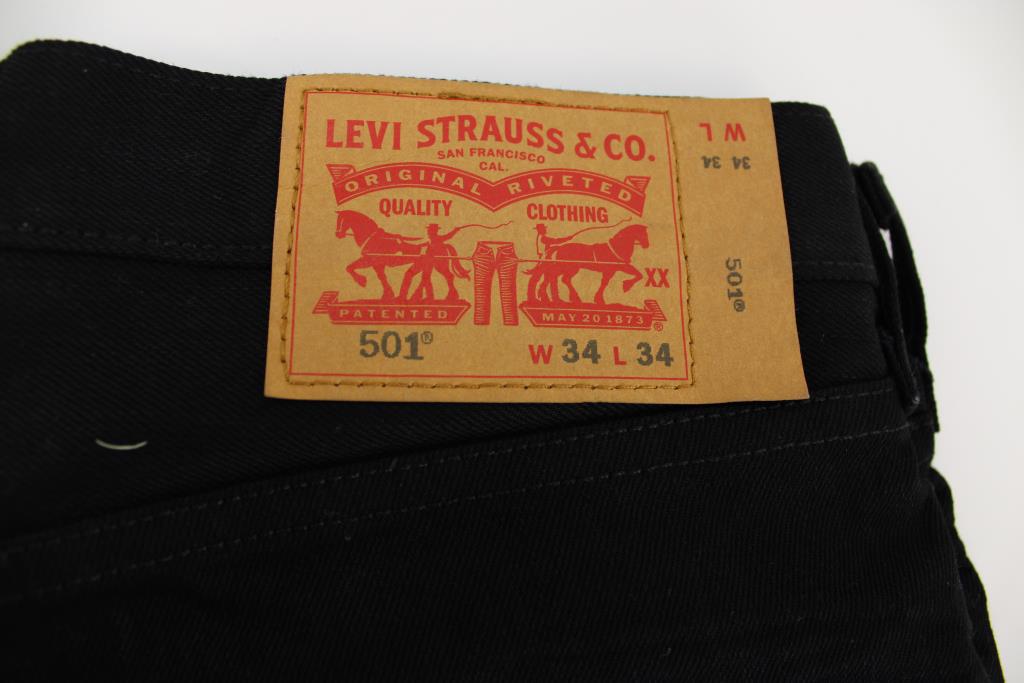 LEVI STRAUSS & CO.
SAN FRANCISCO
CAL.
ORIGINAL RIVETED
QUALITY CLOTHING
XX
PATENTED MAY 20 1873 ®
501® W 34 L 34
W L
34 34
501®